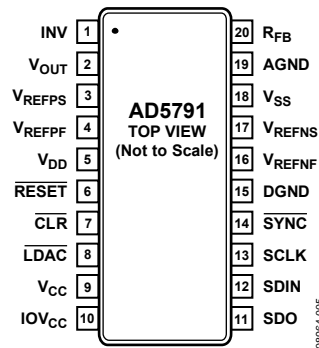 INV 1
VOUT 2
VREFPS 3
VREFPF 4
VDD 5
RESET 6
CLR 7
LDAC 8
VCC 9
IOVCC 10
AD5791
TOP VIEW
(Not to Scale)
20 RFB
19 AGND
18 VSS
17 VREFNS
16 VREFNF
15 DGND
14 SYNC
13 SCLK
12 SDIN
11 SDO